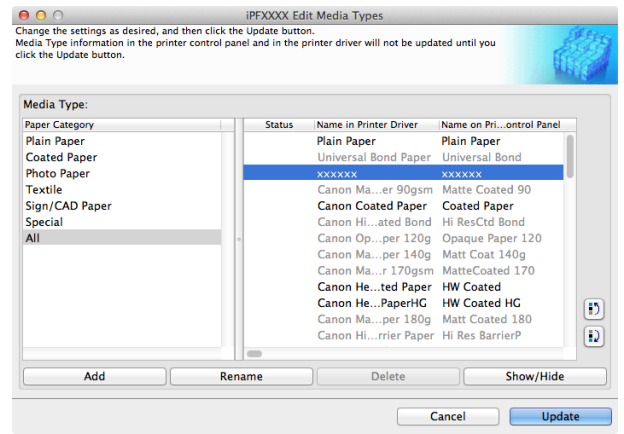 iPFXXXX Edit Media Types
Change the settings as desired, and then click the Update button.
Media Type information in the printer control panel and in the printer driver will not be updated until you
click the Update button.
Media Type:
Paper Category Status Name in Printer Driver Name on Pri...ontrol Panel
Plain Paper Plain Paper Plain Paper
Coated Paper Universal Bond Paper Universal Bond
Photo Paper xxxxxx xxxxxx
Textile Canon Ma...er 90gsm Matte Coated 90
Sign/CAD Paper Canon Coated Paper Coated Paper
Special Canon Hi...ated Bond Hi ResCtd Bond
All Canon Op...per 120g Opaque Paper 120
Canon Ma...per 140g Matt Coat 140g
Canon Ma...r 170gsm MatteCoated 170
Canon He...ted Paper HW Coated
Canon He...PaperHG HW Coated HG
Canon Ma...per 180g Matt Coated 180
Canon Hi...rrier Paper Hi Res BarrierP
Add Rename Delete Show/Hide
Cancel Update